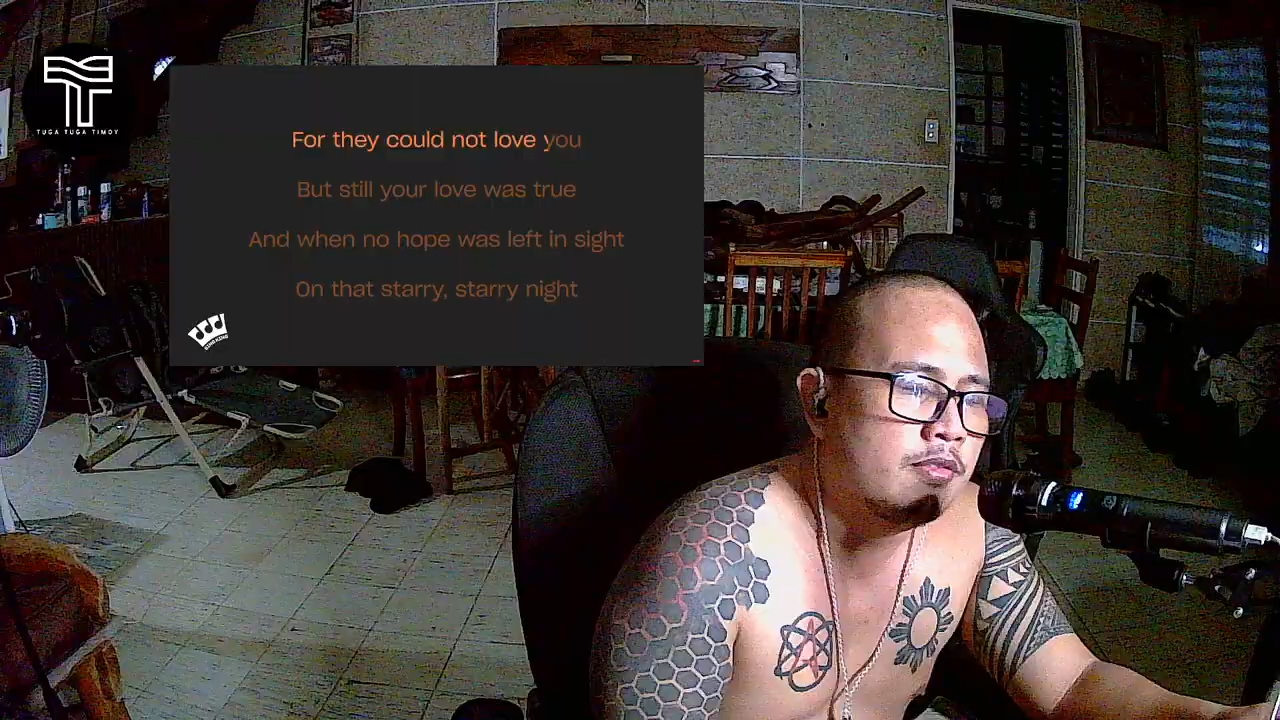 TUGA TUGA TIMOY
For they could not love you
But still your love was true
And when no hope was left in sight
On that starry, starry night